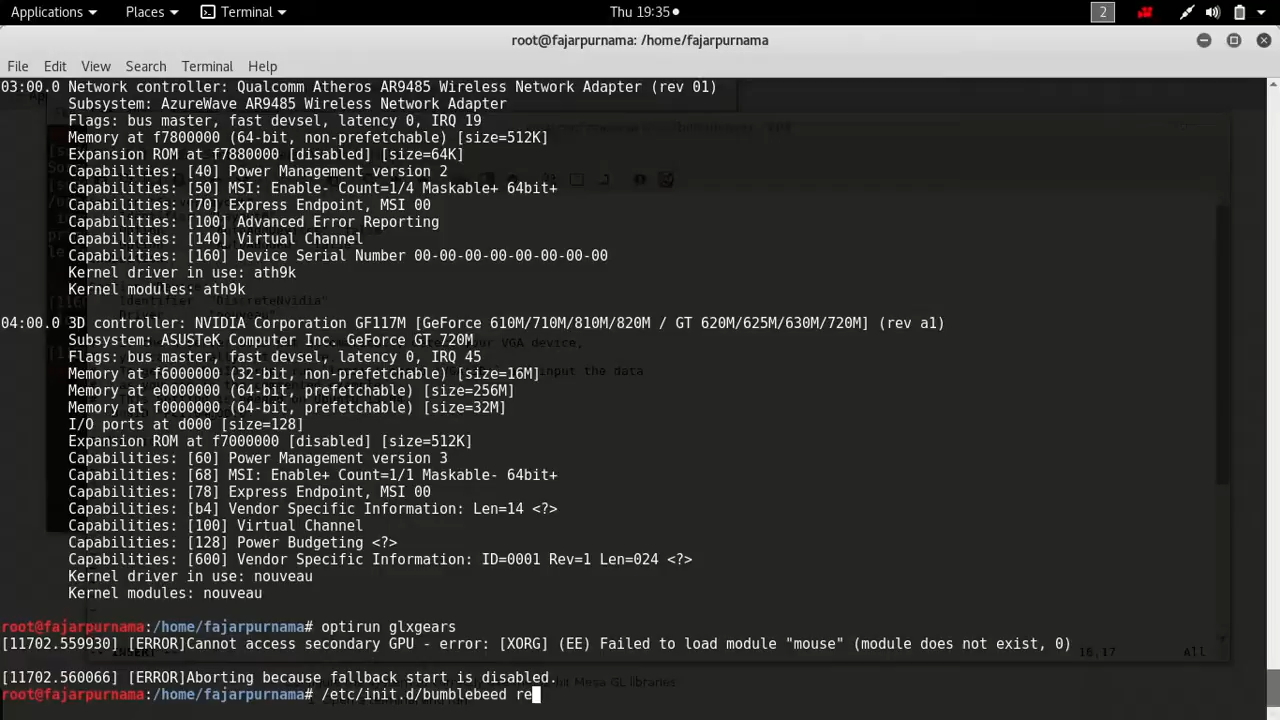 Applications Places Terminal Thu 19:35 2
root@fajarpurnama: /home/fajarpurnama
File Edit View Search Terminal Help
03:00.0 Network controller: Qualcomm Atheros AR9485 Wireless Network Adapter (rev 01)
Subsystem: AzureWave AR9485 Wireless Network Adapter
Flags: bus master, fast devsel, latency 0, IRQ 19
Memory at f7800000 (64-bit, non-prefetchable) [size=512K]
Expansion ROM at f7880000 [disabled] [size=64K]
Capabilities: [40] Power Management version 2
Capabilities: [50] MSI: Enable- Count=1/4 Maskable+ 64bit+
Capabilities: [70] Express Endpoint, MSI 00
Capabilities: [100] Advanced Error Reporting
Capabilities: [140] Virtual Channel
Capabilities: [160] Device Serial Number 00-00-00-00-00-00-00-00
Kernel driver in use: ath9k
Kernel modules: ath9k
04:00.0 3D controller: NVIDIA Corporation GF117M [GeForce 610M/710M/810M/820M / GT 620M/625M/630M/720M] (rev a1)
Subsystem: ASUSTeK Computer Inc. GeForce GT 720M
Flags: bus master, fast devsel, latency 0, IRQ 45
Memory at f6000000 (32-bit, non-prefetchable) [size=16M]
Memory at e0000000 (64-bit, prefetchable) [size=256M]
Memory at f0000000 (64-bit, prefetchable) [size=32M]
I/O ports at d000 [size=128]
Expansion ROM at f7000000 [disabled] [size=512K]
Capabilities: [60] Power Management version 3
Capabilities: [68] MSI: Enable+ Count=1/1 Maskable- 64bit+
Capabilities: [78] Express Endpoint, MSI 00
Capabilities: [b4] Vendor Specific Information: Len=14 <?>
Capabilities: [100] Virtual Channel
Capabilities: [128] Power Budgeting <?>
Capabilities: [600] Vendor Specific Information: ID=0001 Rev=1 Len=024 <?>
Kernel driver in use: nouveau
Kernel modules: nouveau
root@fajarpurnama:/home/fajarpurnama# optirun glxgears
[11702.559930] [ERROR]Cannot access secondary GPU - error: [XORG] (EE) Failed to load module "mouse" (module does not exist, 0)
[11702.560066] [ERROR]Aborting because fallback start is disabled.
root@fajarpurnama:/home/fajarpurnama# /etc/init.d/bumblebeed re